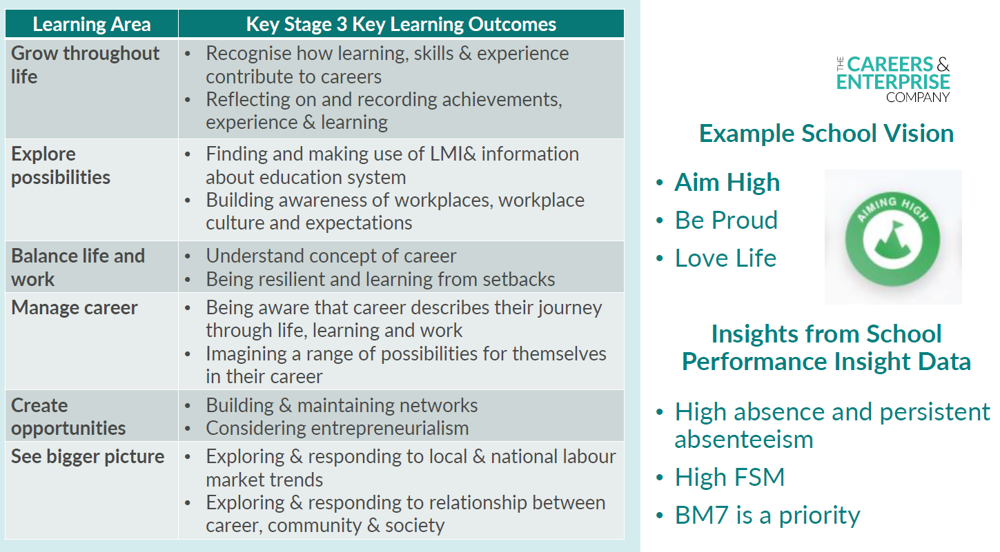 Learning Area
Key Stage 3 Key Learning Outcomes
Grow throughout
life
• Recognise how learning, skills & experience
contribute to careers
• Reflecting on and recording achievements,
experience & learning
Explore
possibilities
• Finding and making use of LMI& information
about education system
• Building awareness of workplaces, workplace
culture and expectations
Balance life and
work
• Understand concept of career
• Being resilient and learning from setbacks
Manage career
• Being aware that career describes their journey
through life, learning and work
• Imagining a range of possibilities for themselves
in their career
Create
opportunities
• Building & maintaining networks
• Considering entrepreneurialism
See bigger picture
• Exploring & responding to local & national labour
market trends
• Exploring & responding to relationship between
career, community & society
THE CAREERS &
ENTERPRISE
COMPANY
Example School Vision
• Aim High
• Be Proud
• Love Life
AIMING HIGH
Insights from School
Performance Insight Data
• High absence and persistent
absenteeism
• High FSM
• BM7 is a priority